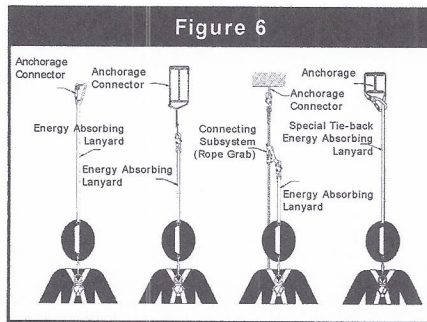 Figure 6
Anchorage
Connector
Energy Absorbing
Lanyard
Anchorage
Connector
Energy Absorbing
Lanyard
Connecting
Subsystem
(Rope Grab)
Anchorage
Connector
Energy Absorbing
Lanyard
Anchorage
Special Tie-back
Energy Absorbing
Lanyard